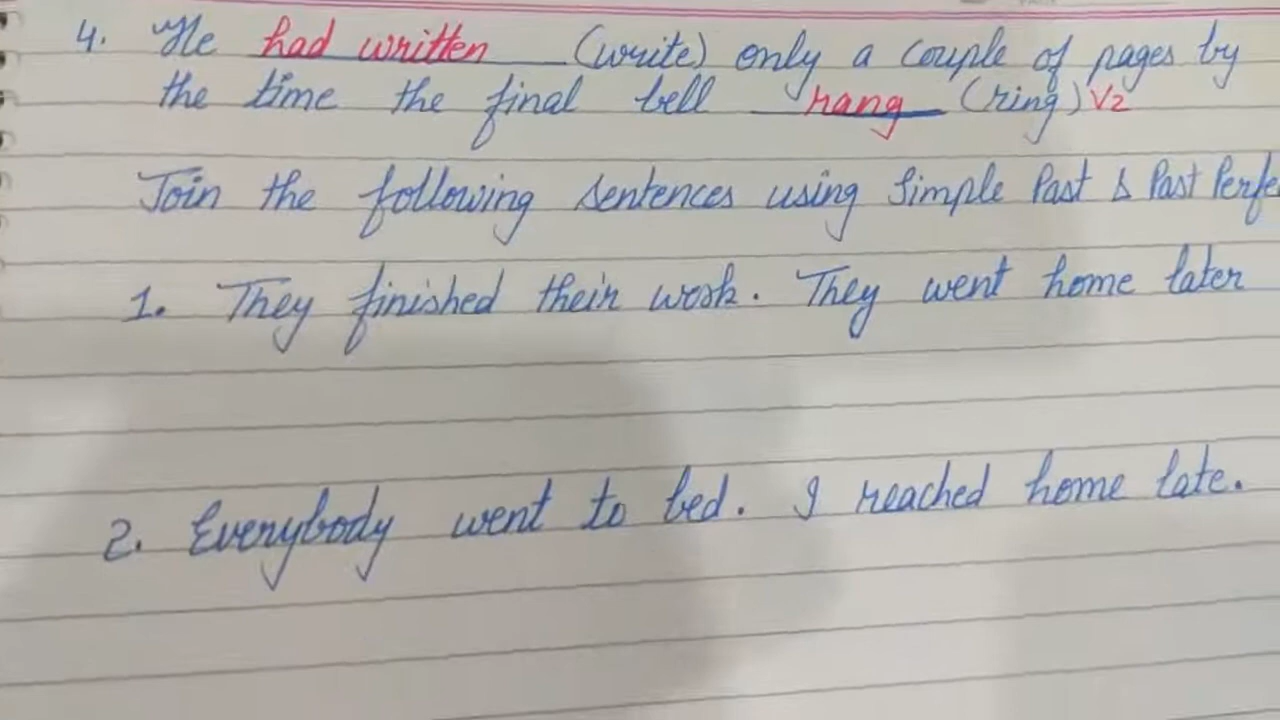 4. He had written (write) only a couple of pages by
the time the final bell rang (ring) V2
Join the following sentences using Simple Past & Past Perfe
1. They finished their work. They went home later
2. Everybody went to bed. I reached home late.